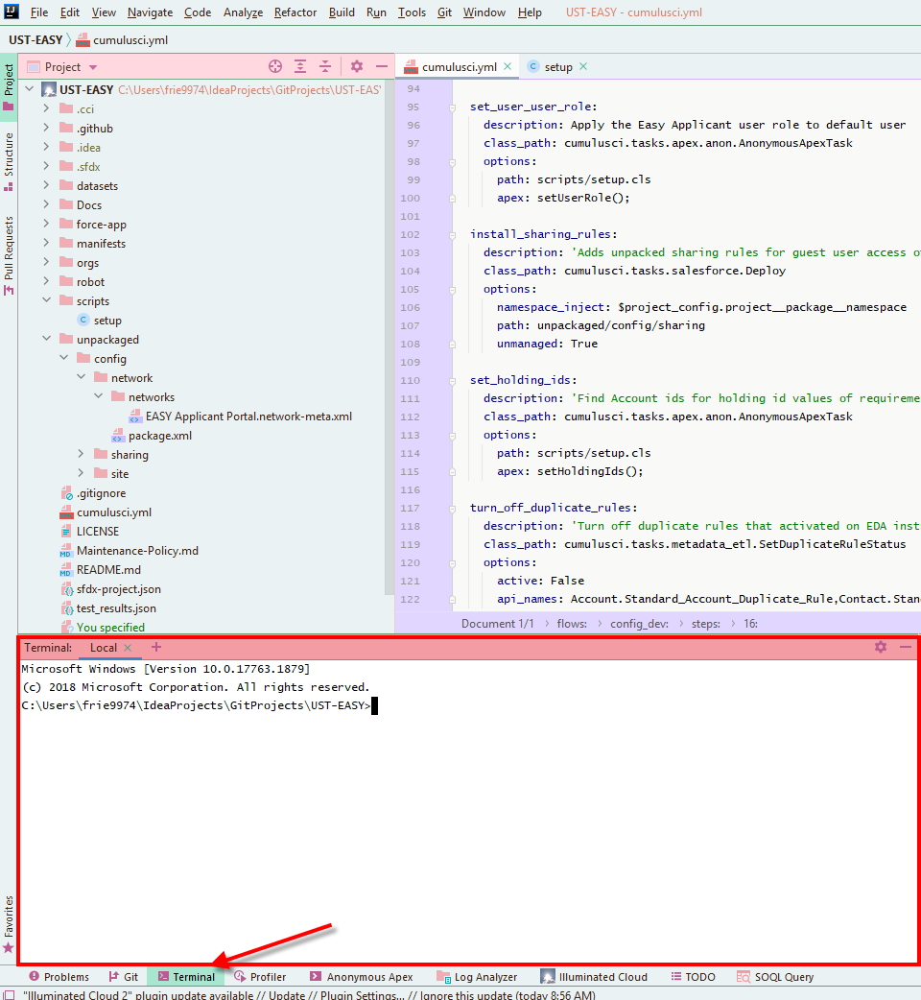 File Edit View Navigate Code Analyze Refactor Build Run Tools Git Window Help UST-EASY - cumulusci.yml
UST-EASY cumulusci.yml
Project
Structure
Pull Requests
Favorites
Project
UST-EASY C:\Users\frie9974\IdeaProjects\GitProjects\UST-EAS
.cci
.github
.idea
.sfdx
datasets
Docs
force-app
manifests
orgs
robot
scripts
setup
unpackaged
config
network
networks
EASY Applicant Portal.network-meta.xml
package.xml
sharing
site
.gitignore
cumulusci.yml
LICENSE
Maintenance-Policy.md
README.md
sfdx-project.json
test_results.json
You specified
cumulusci.yml setup
94
95 set_user_user_role:
96 description: Apply the Easy Applicant user role to default user
97 class_path: cumulusci.tasks.apex.anon.AnonymousApexTask
98 options:
99 path: scripts/setup.cls
100 apex: setUserRole();
101
102 install_sharing_rules:
103 description: 'Adds unpacked sharing rules for guest user access o
104 class_path: cumulusci.tasks.salesforce.Deploy
105 options:
106 namespace_inject: $project_config.project__package__namespace
107 path: unpackaged/config/sharing
108 unmanaged: True
109
110 set_holding_ids:
111 description: 'Find Account ids for holding id values of requireme
112 class_path: cumulusci.tasks.apex.anon.AnonymousApexTask
113 options:
114 path: scripts/setup.cls
115 apex: setHoldingIds();
116
117 turn_off_duplicate_rules:
118 description: 'Turn off duplicate rules that activated on EDA inst
119 class_path: cumulusci.tasks.metadata_etl.SetDuplicateRuleStatus
120 options:
121 active: False
122 api_names: Account.Standard_Account_Duplicate_Rule,Contact.Stan
Document 1/1 flows: config_dev: steps: 16:
Terminal: Local
Microsoft Windows [Version 10.0.17763.1879]
(c) 2018 Microsoft Corporation. All rights reserved.
C:\Users\frie9974\IdeaProjects\GitProjects\UST-EASY>
Problems Git Terminal Profiler Anonymous Apex Log Analyzer Illuminated Cloud TODO SOQL Query
"Illuminated Cloud 2" plugin update available // Update // Plugin Settings... // Ignore this update (today 8:56 AM)